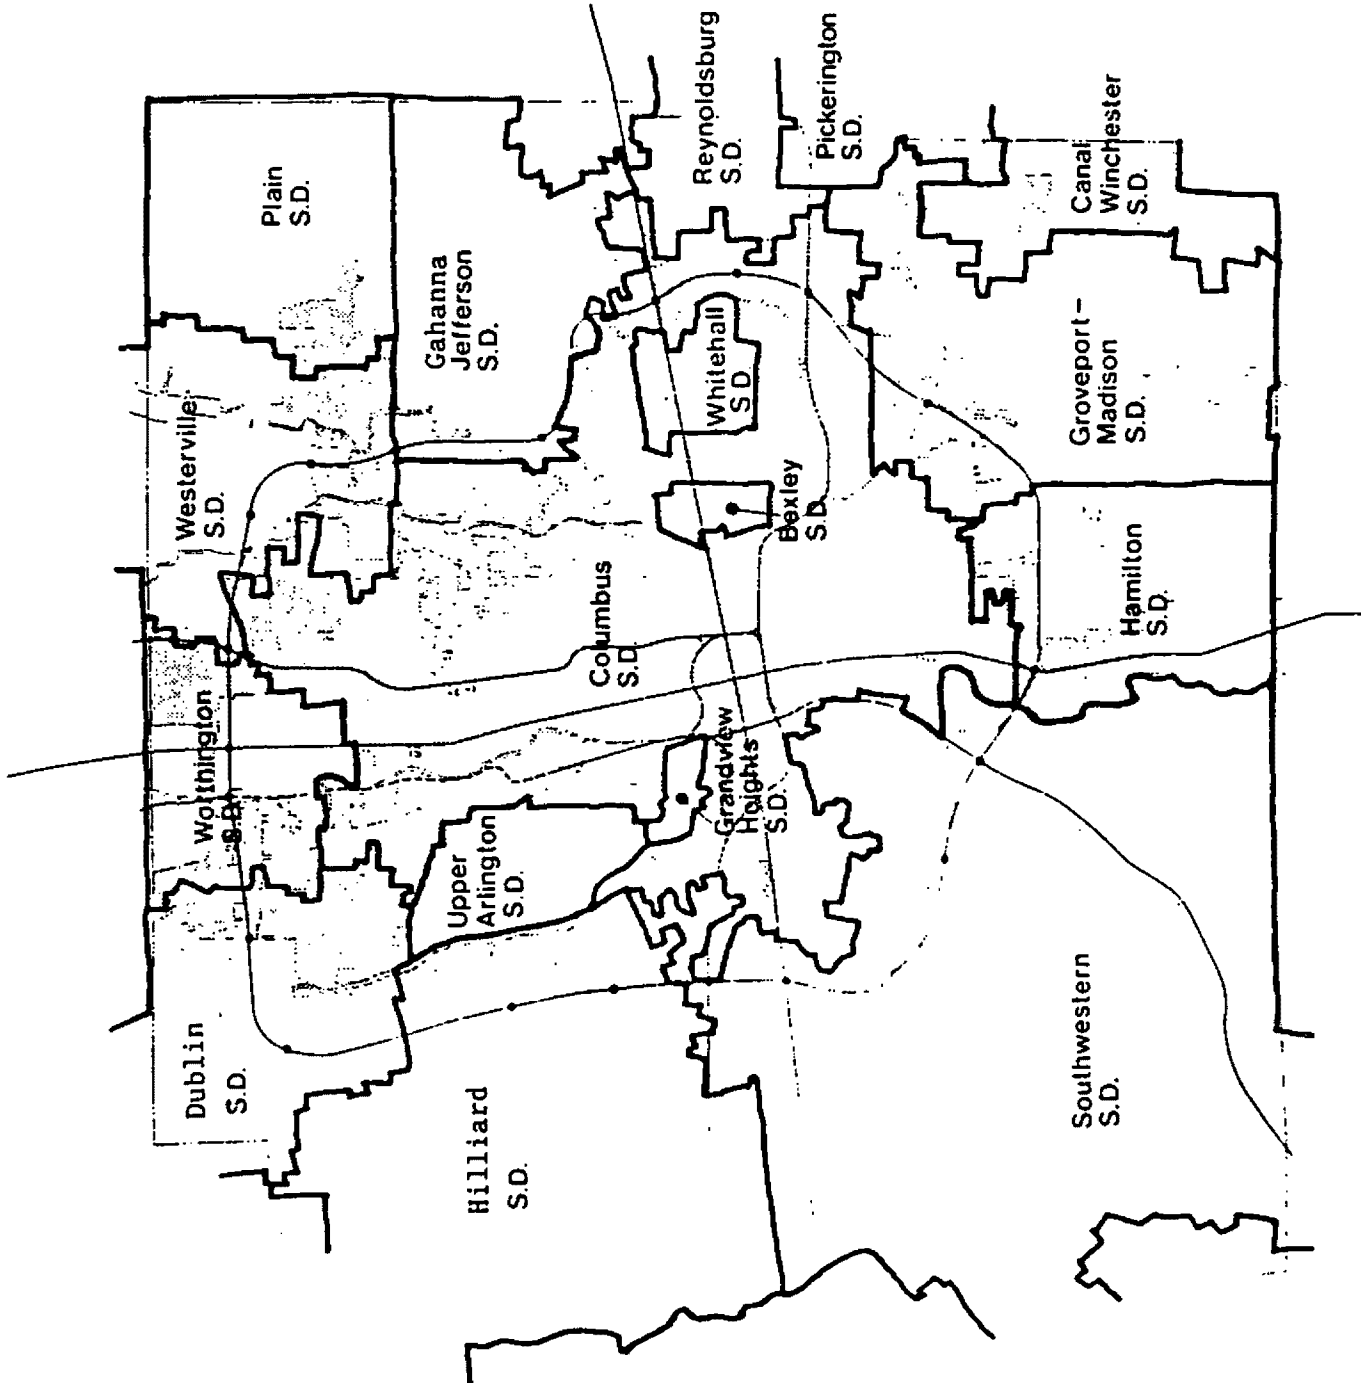 Plain
S.D.
Reynoldsburg
S.D.
Pickerington
S.D.
Canal
Winchester
S.D.
Gahanna
Jefferson
S.D.
Westerville
S.D.
Whitehall
S D
Groveport-
Madison
S.D.
Bexley
S.D.
Columbus
S.D.
Hamilton
S.D.
Worthington
S.D.
Grandview
Heights
S.D.
Upper
Arlington
S.D.
Dublin
S.D.
Hilliard
S.D.
Southwestern
S.D.